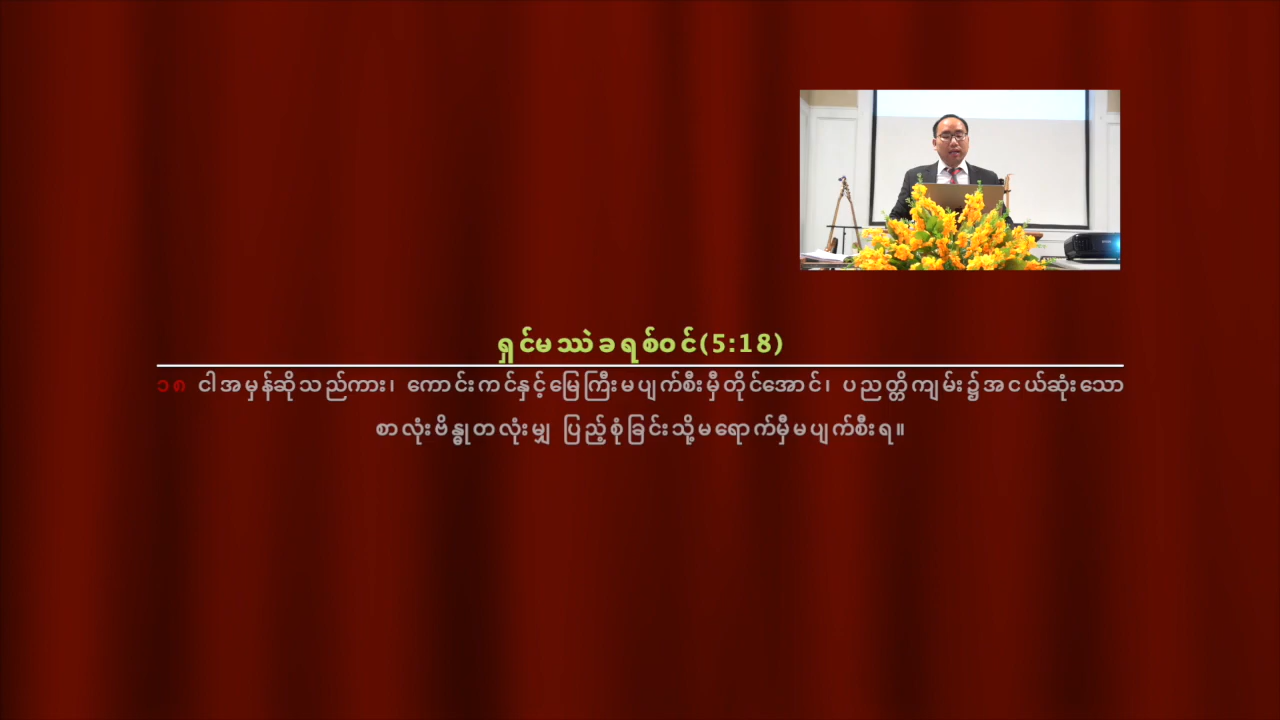 ရှင်မဿဲခရစ်ဝင်(5:18)
၁၈ ငါအမှန်ဆိုသည်ကား၊ ကောင်းကင်နှင့်မြေကြီးမပျက်စီးမှီတိုင်အောင်၊ ပညတ္တိကျမ်း၌အငယ်ဆုံးသော
စာလုံးဗိန္ဓုတလုံးမျှ ပြည့်စုံခြင်းသို့မရောက်မှီမပျက်စီးရ။